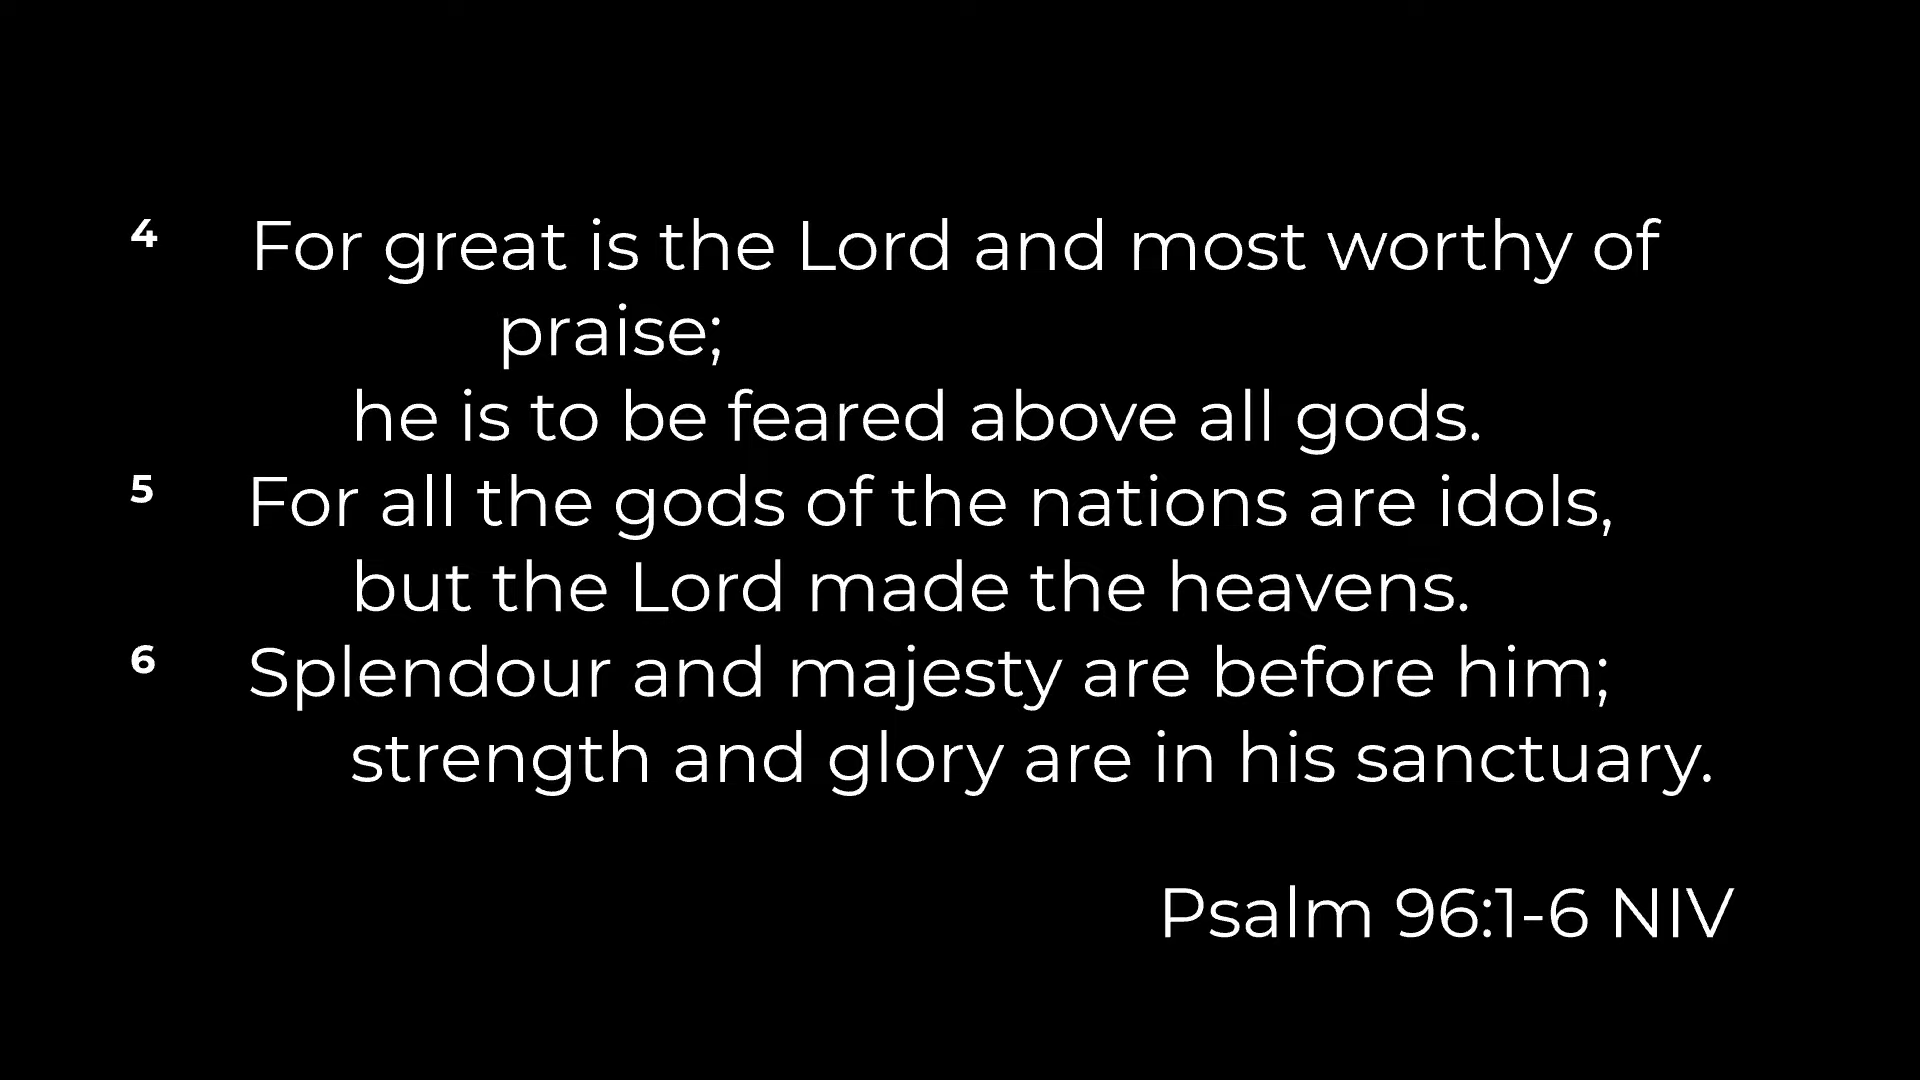 4 For great is the Lord and most worthy of
praise;
he is to be feared above all gods.
5 For all the gods of the nations are idols,
but the Lord made the heavens.
6 Splendour and majesty are before him;
strength and glory are in his sanctuary.
Psalm 96:1-6 NIV